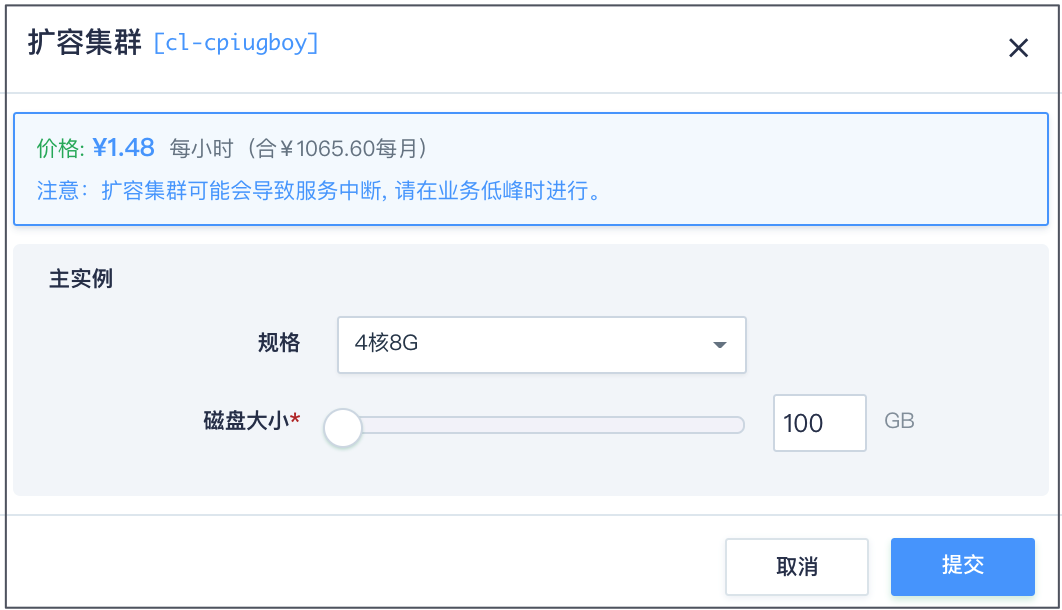 扩容集群 [cl-cpiugboy]
价格: ¥1.48 每小时（合￥1065.60每月）
注意：扩容集群可能会导致服务中断, 请在业务低峰时进行。
主实例
规格 4核8G
磁盘大小* 100 GB
取消 提交